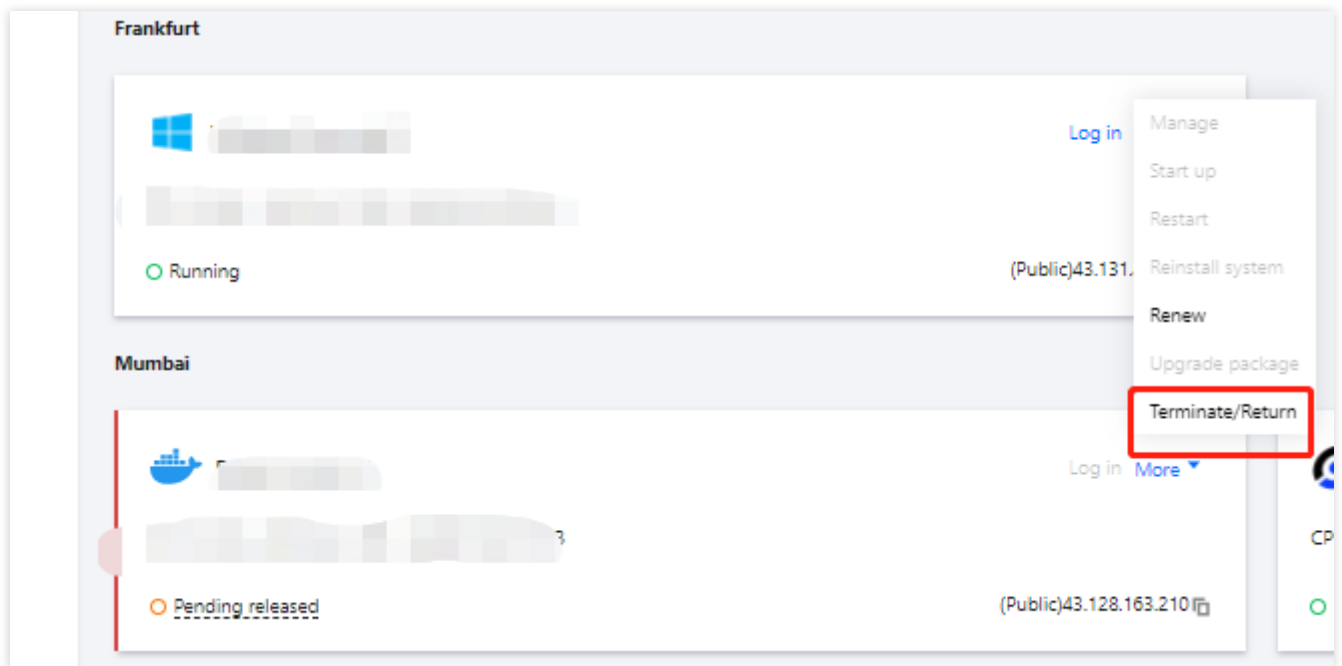 Frankfurt
Log in
Running
(Public)43.131.
Manage
Start up
Restart
Reinstall system
Renew
Upgrade package
Terminate/Return
Mumbai
Log in More
3
Pending released
(Public)43.128.163.210
CP